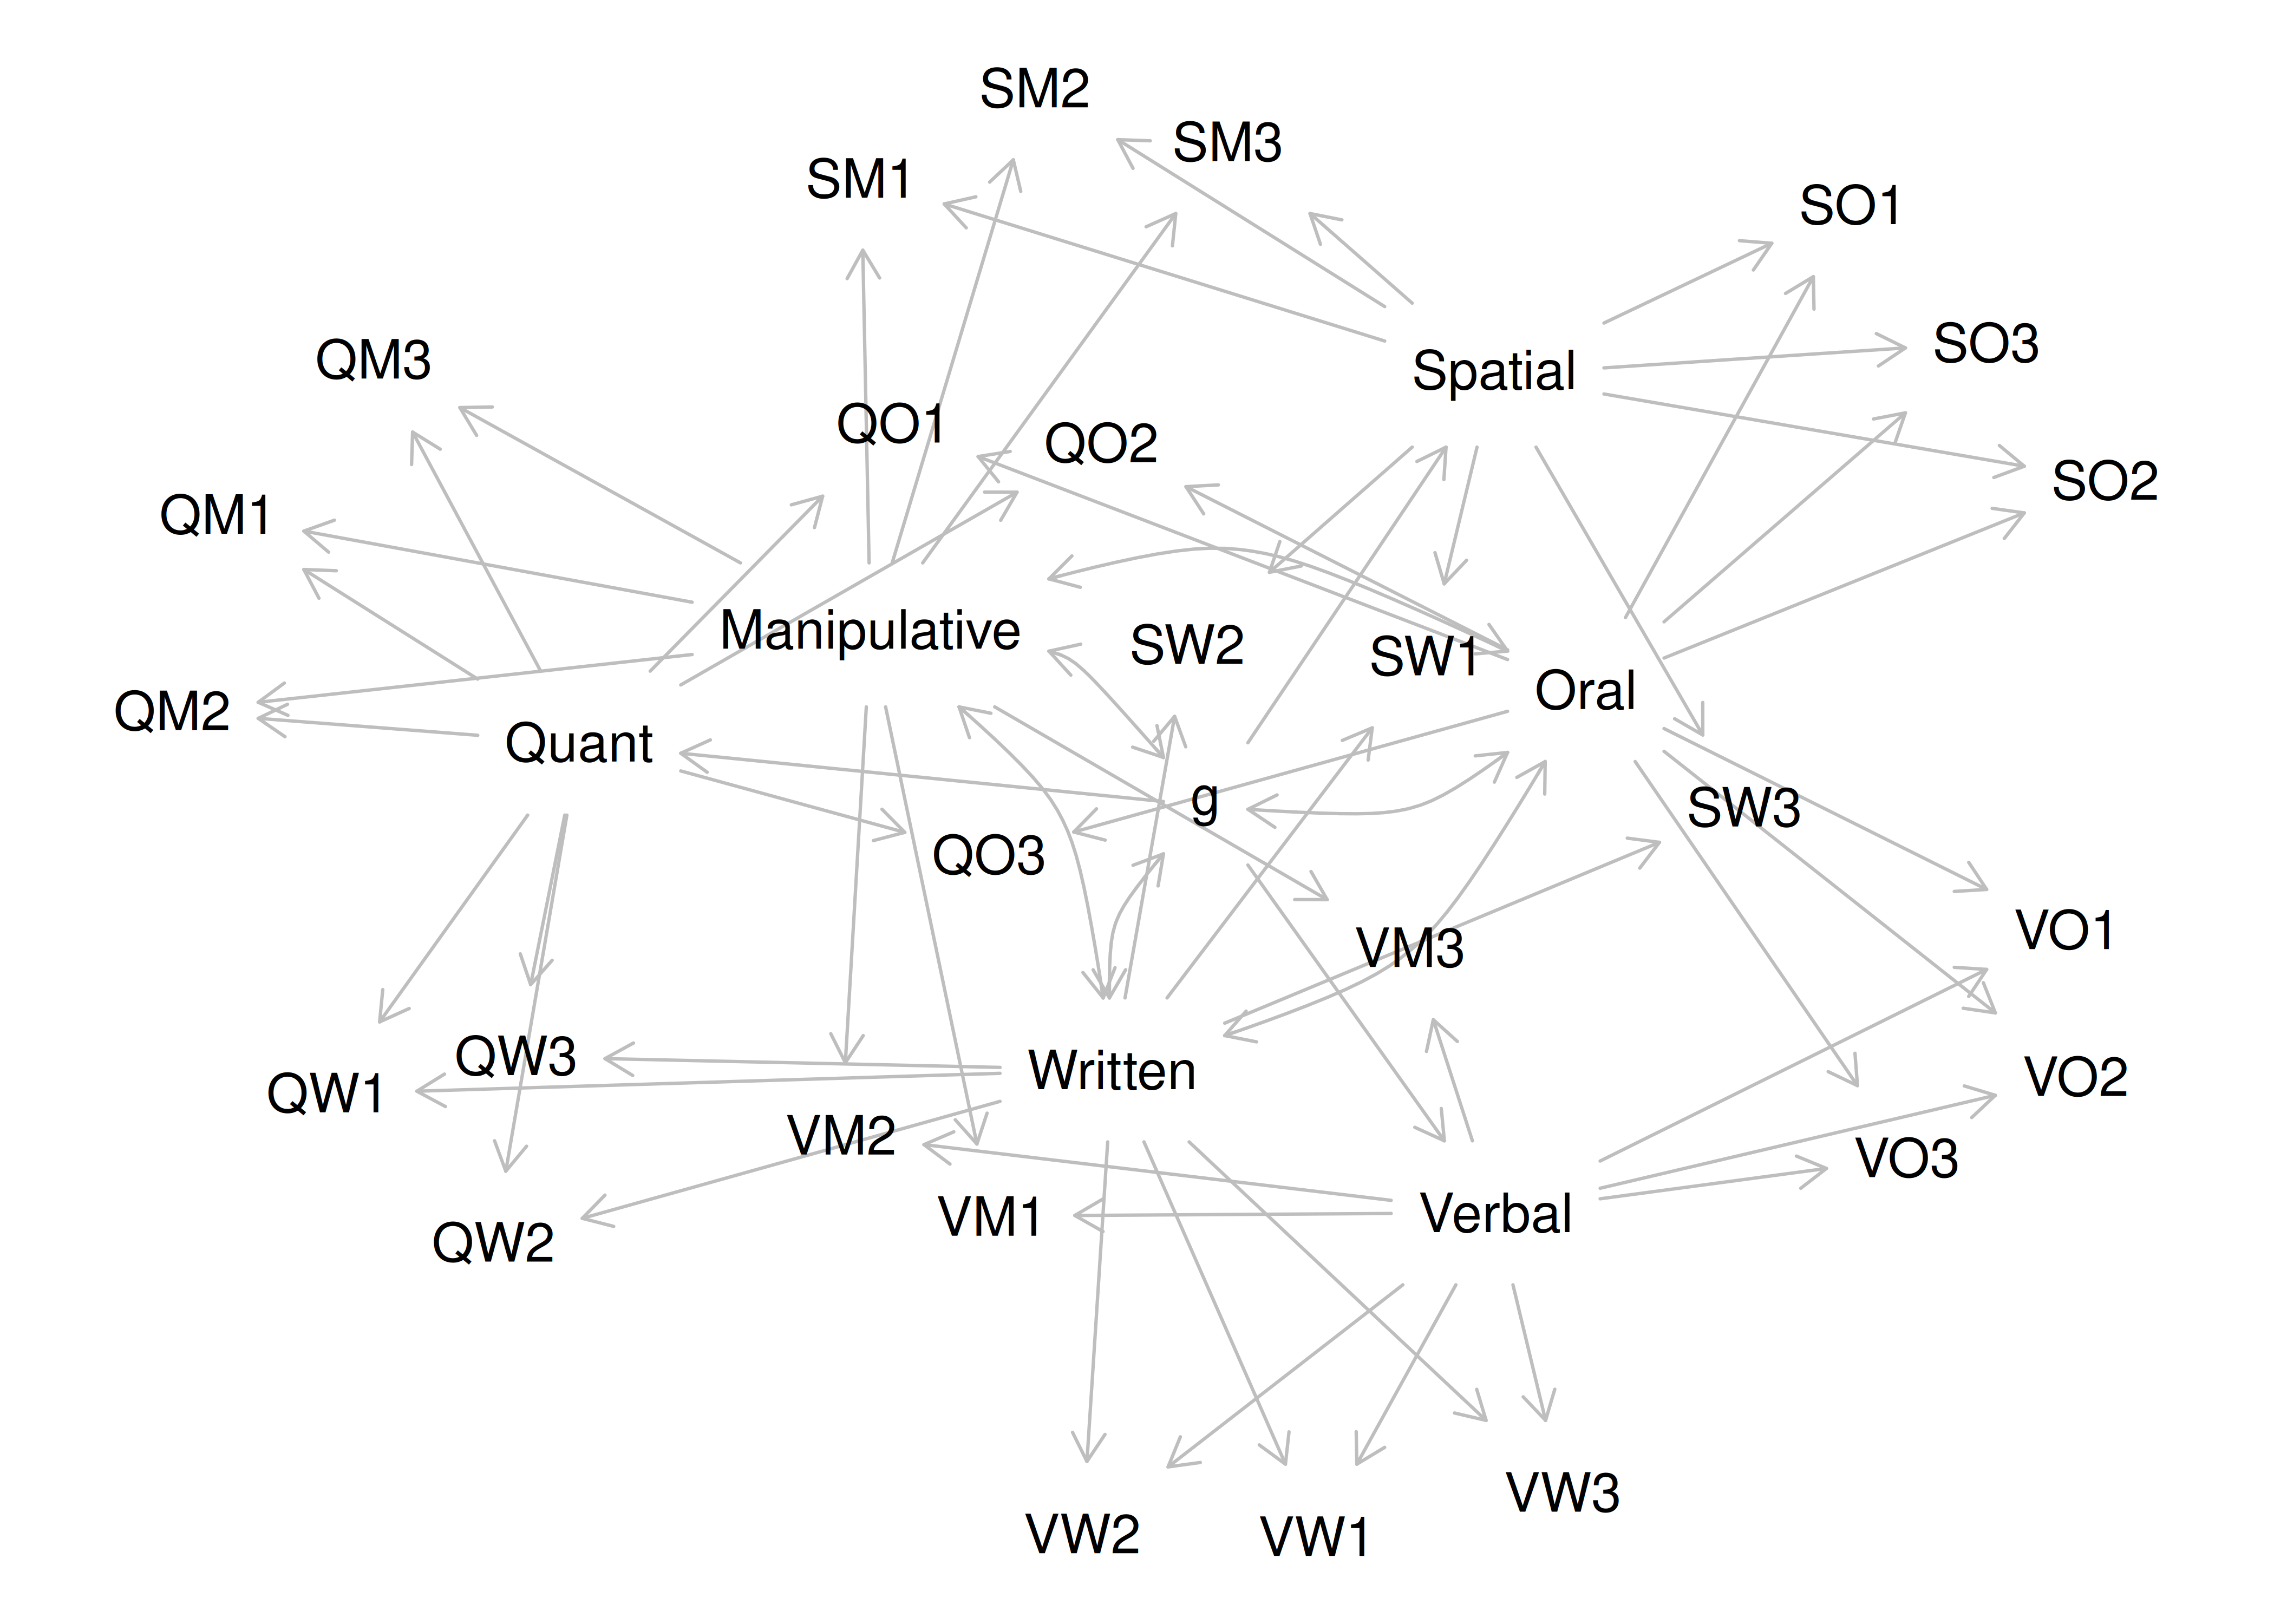 SM2
SM3
SM1
SO1
SO3
QM3
Spatial
QO1
QO2
SO2
QM1
Manipulative
SW2
SW1
Oral
QM2
Quant
g
SW3
QO3
VO1
VM3
QW3
Written
VO2
QW1
VM2
VO3
VM1
Verbal
QW2
VW3
VW2
VW1